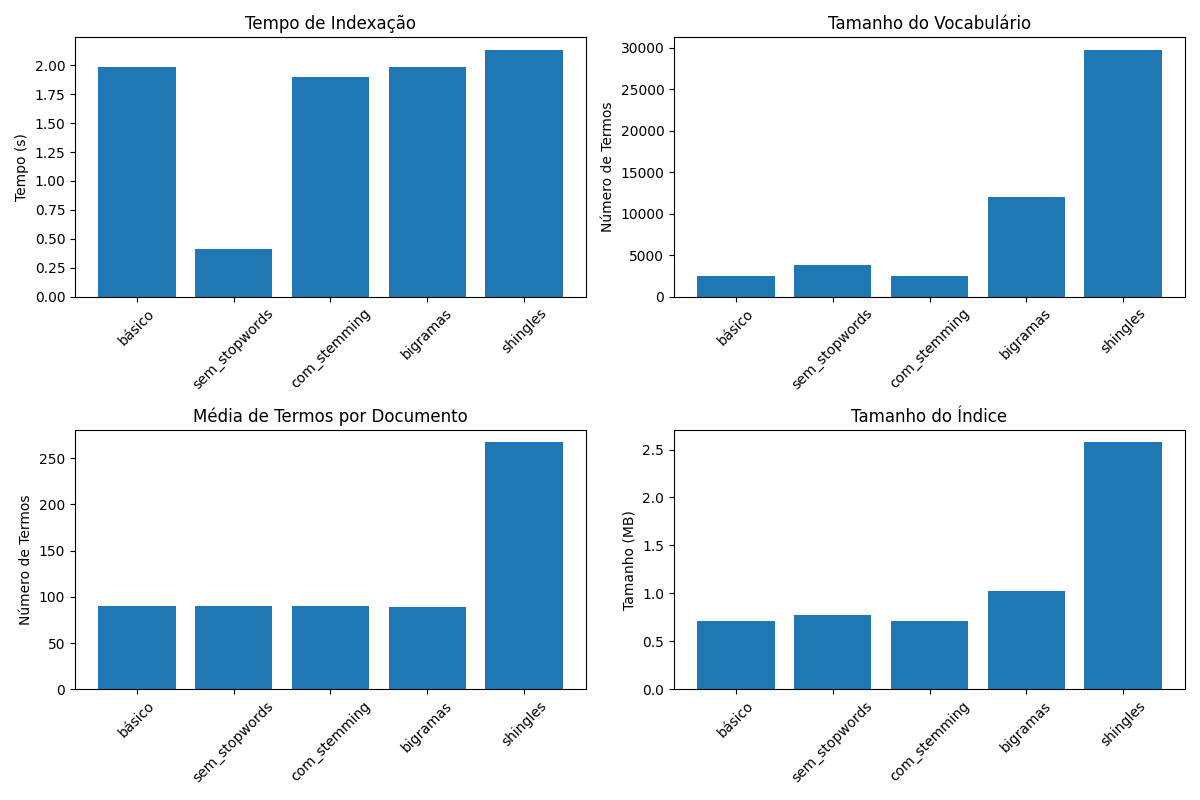 Tempo de Indexação
Tempo (s)
2.00
1.75
1.50
1.25
1.00
0.75
0.50
0.25
0.00
básico
sem_stopwords
com_stemming
bigramas
shingles
Tamanho do Vocabulário
Número de Termos
30000
25000
20000
15000
10000
5000
0
básico
sem_stopwords
com_stemming
bigramas
shingles
Média de Termos por Documento
Número de Termos
250
200
150
100
50
0
básico
sem_stopwords
com_stemming
bigramas
shingles
Tamanho do Índice
Tamanho (MB)
2.5
2.0
1.5
1.0
0.5
0.0
básico
sem_stopwords
com_stemming
bigramas
shingles